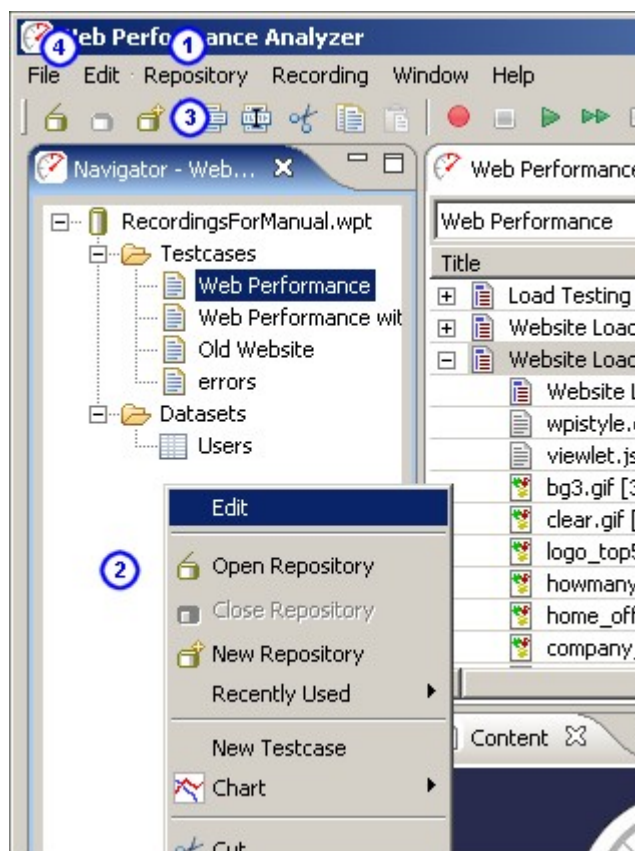 Web Performance Analyzer
4
1
File Edit Repository Recording Window Help
3
Navigator - Web...
Web Performance
RecordingsForManual.wpt
Web Performance
Testcases
Title
Web Performance
Load Testing
Web Performance wit
Website Load
Old Website
Website Load
errors
Website L
Datasets
wpistyle.
Users
viewlet.js
bg3.gif [3
Edit
clear.gif [
logo_top5
2
Open Repository
howmany
Close Repository
home_off
New Repository
company_
Recently Used
New Testcase
Content
Chart
Cut